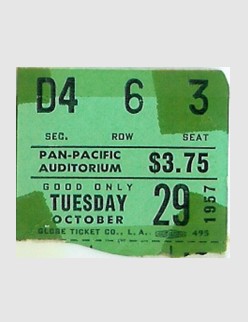 D4 6 3
SEC. ROW SEAT
PAN-PACIFIC
AUDITORIUM $3.75
GOOD ONLY
TUESDAY
OCTOBER 29 1957
GLOBE TICKET CO., L.A. 495